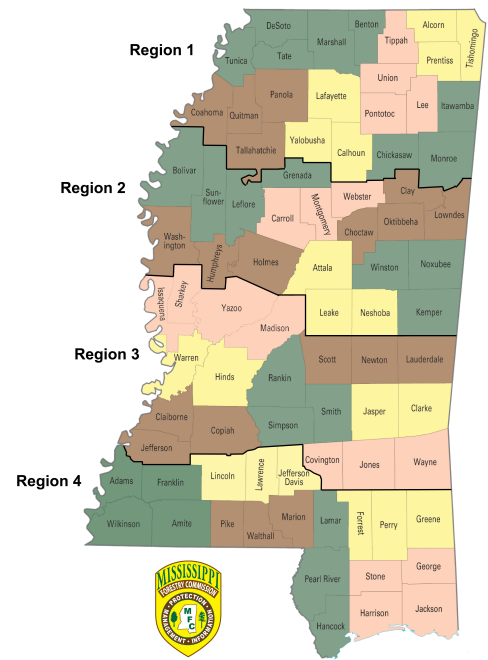 Region 1
DeSoto
Benton
Alcorn
Tippah
Tishomingo
Tunica
Tate
Marshall
Prentiss
Union
Panola
Lafayette
Lee
Itawamba
Coahoma
Quitman
Pontotoc
Yalobusha
Tallahatchie
Calhoun
Chickasaw
Monroe
Region 2
Bolivar
Grenada
Sun-
flower
Leflore
Webster
Clay
Carroll
Montgomery
Oktibbeha
Lowndes
Choctaw
Wash-
ington
Humphreys
Holmes
Attala
Winston
Noxubee
Issaquena
Sharkey
Yazoo
Leake
Neshoba
Kemper
Madison
Region 3
Warren
Hinds
Rankin
Scott
Newton
Lauderdale
Claiborne
Copiah
Simpson
Smith
Jasper
Clarke
Jefferson
Region 4
Adams
Franklin
Lincoln
Lawrence
Jefferson
Davis
Covington
Jones
Wayne
Wilkinson
Amite
Pike
Walthall
Marion
Lamar
Forrest
Perry
Greene
Pearl River
Stone
George
Hancock
Harrison
Jackson
MISSISSIPPI
FORESTRY COMMISSION
PROTECTION
MANAGEMENT • INFORMATION
M
F
C